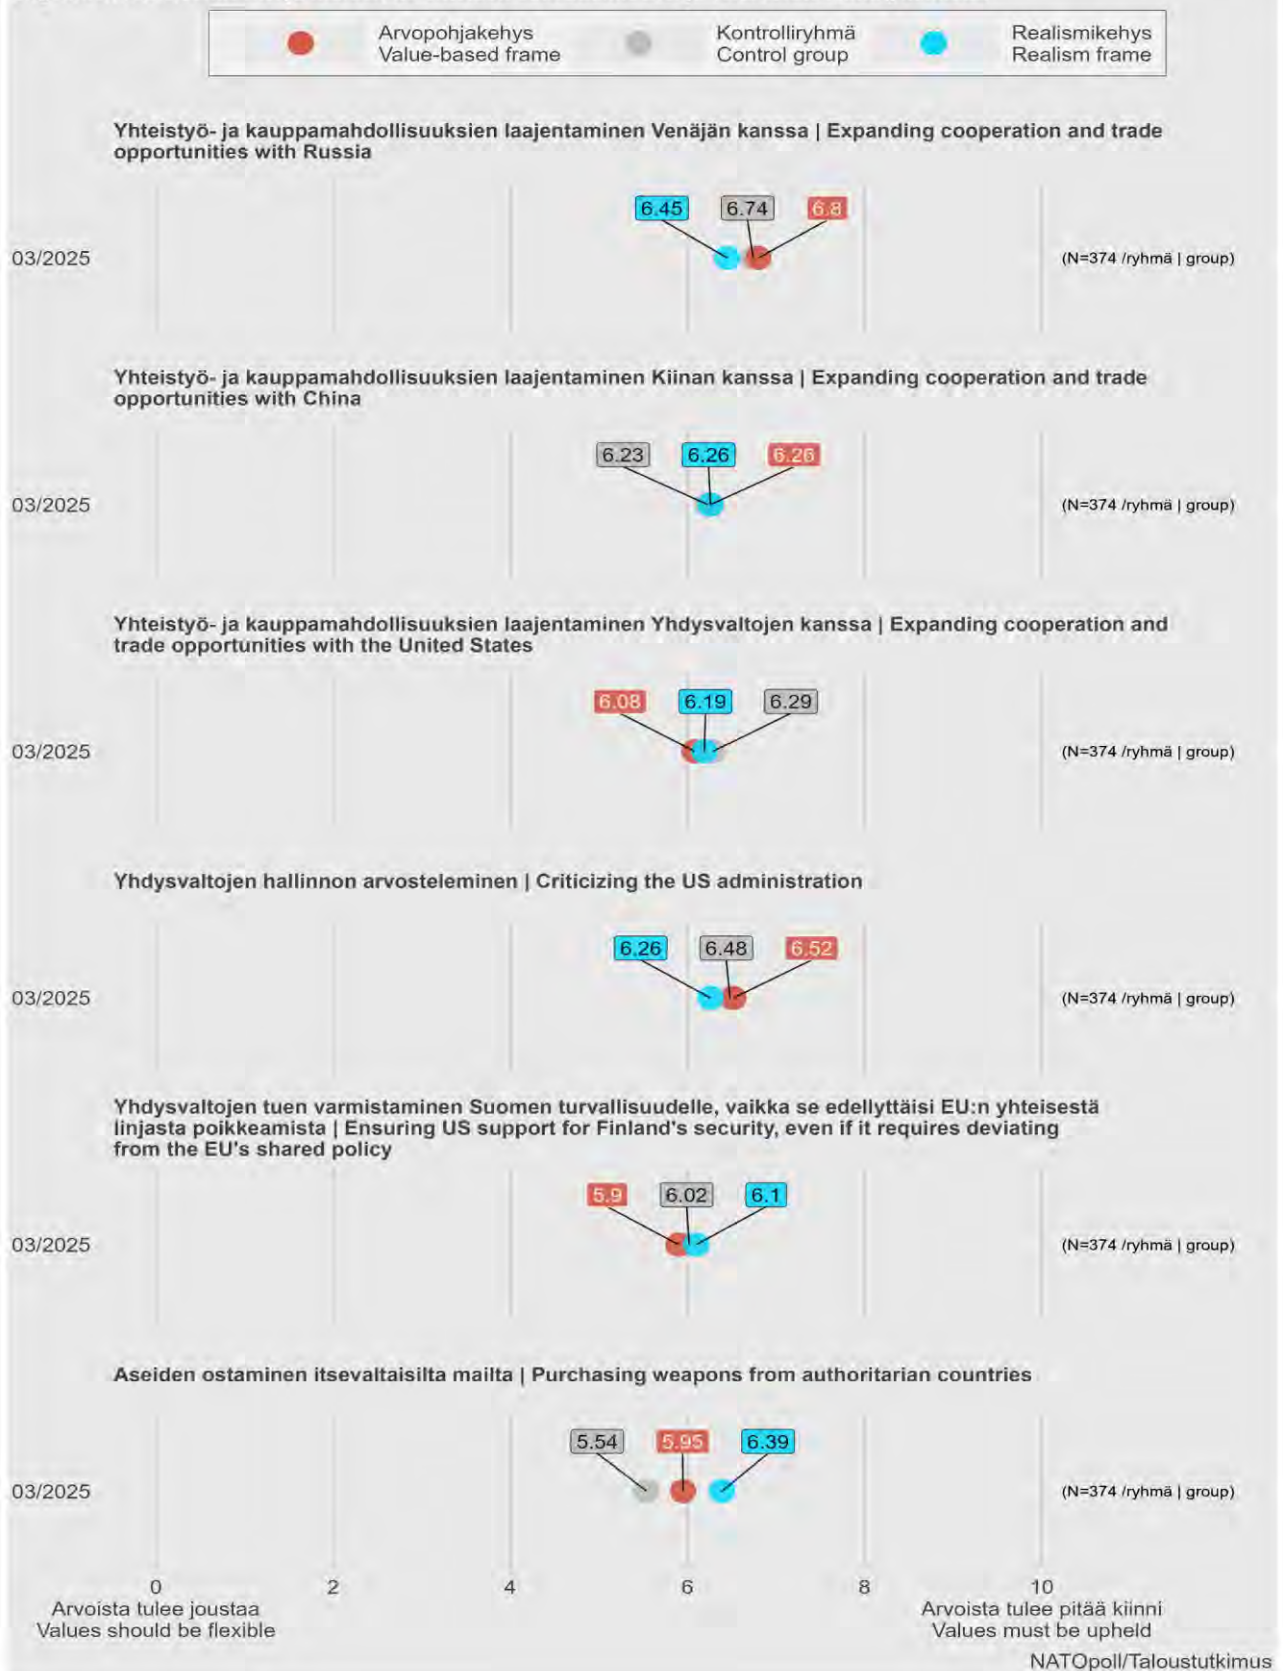 Arvopohjakehys
Value-based frame
Kontrolliryhmä
Control group
Realismikehys
Realism frame
Yhteistyö- ja kauppamahdollisuuksien laajentaminen Venäjän kanssa | Expanding cooperation and trade
opportunities with Russia
6.45 6.74 6.8
03/2025 (N=374 /ryhmä | group)
Yhteistyö- ja kauppamahdollisuuksien laajentaminen Kiinan kanssa | Expanding cooperation and trade
opportunities with China
6.23 6.26 6.26
03/2025 (N=374 /ryhmä | group)
Yhteistyö- ja kauppamahdollisuuksien laajentaminen Yhdysvaltojen kanssa | Expanding cooperation and
trade opportunities with the United States
6.08 6.19 6.29
03/2025 (N=374 /ryhmä | group)
Yhdysvaltojen hallinnon arvosteleminen | Criticizing the US administration
6.26 6.48 6.52
03/2025 (N=374 /ryhmä | group)
Yhdysvaltojen tuen varmistaminen Suomen turvallisuudelle, vaikka se edellyttäisi EU:n yhteisestä
linjasta poikkeamista | Ensuring US support for Finland's security, even if it requires deviating
from the EU's shared policy
5.9 6.02 6.1
03/2025 (N=374 /ryhmä | group)
Aseiden ostaminen itsevaltaisilta mailta | Purchasing weapons from authoritarian countries
5.54 5.95 6.39
03/2025 (N=374 /ryhmä | group)
0 2 4 6 8 10
Arvoista tulee joustaa
Values should be flexible
Arvoista tulee pitää kiinni
Values must be upheld
NATOpoll/Taloustutkimus